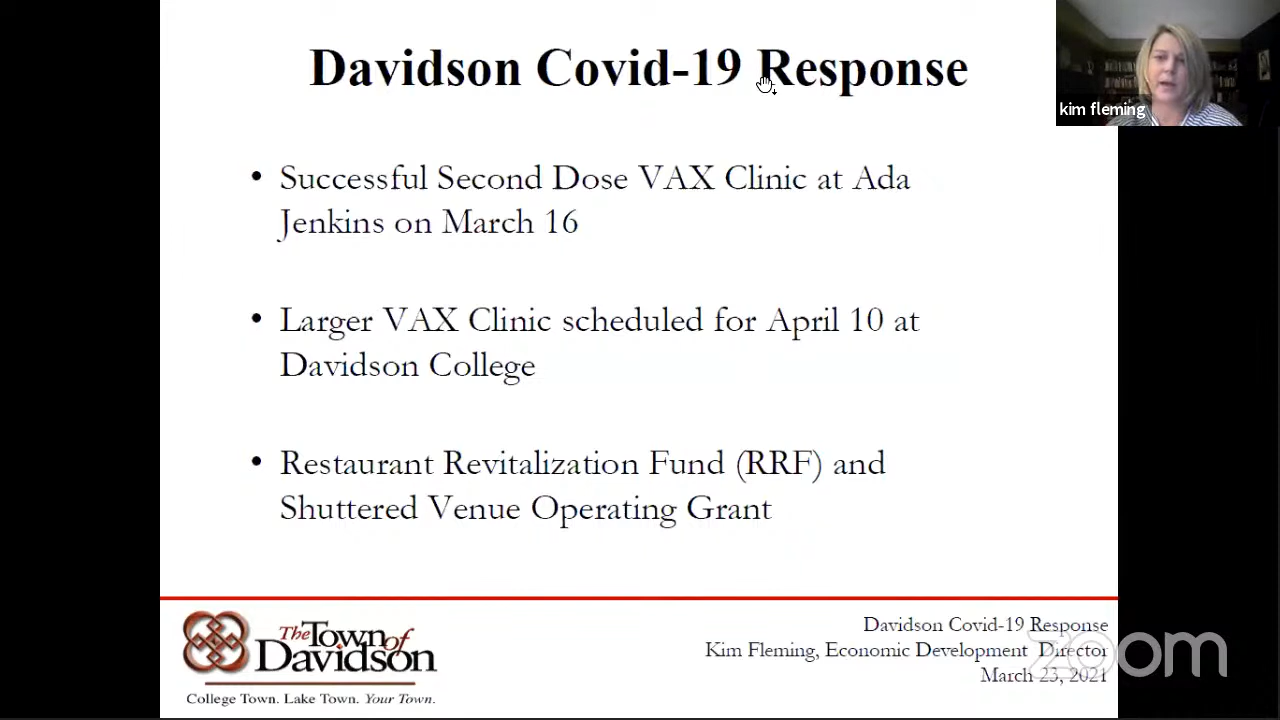 Davidson Covid-19 Response
kim fleming
• Successful Second Dose VAX Clinic at Ada
Jenkins on March 16
• Larger VAX Clinic scheduled for April 10 at
Davidson College
• Restaurant Revitalization Fund (RRF) and
Shuttered Venue Operating Grant
The Town of
Davidson
College Town. Lake Town. Your Town.
Davidson Covid-19 Response
Kim Fleming, Economic Development Director
March 23, 2021
zoom